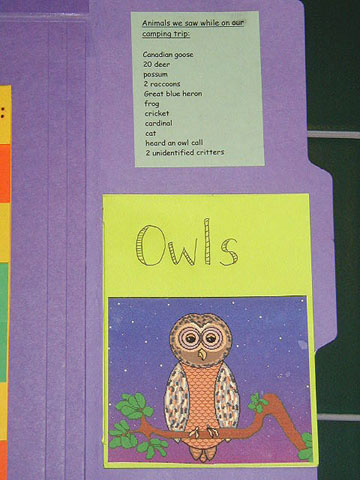 Animals we saw while on our
camping trip:
Canadian goose
20 deer
possum
2 raccoons
Great blue heron
frog
cricket
cardinal
cat
heard an owl call
2 unidentified critters
Owls